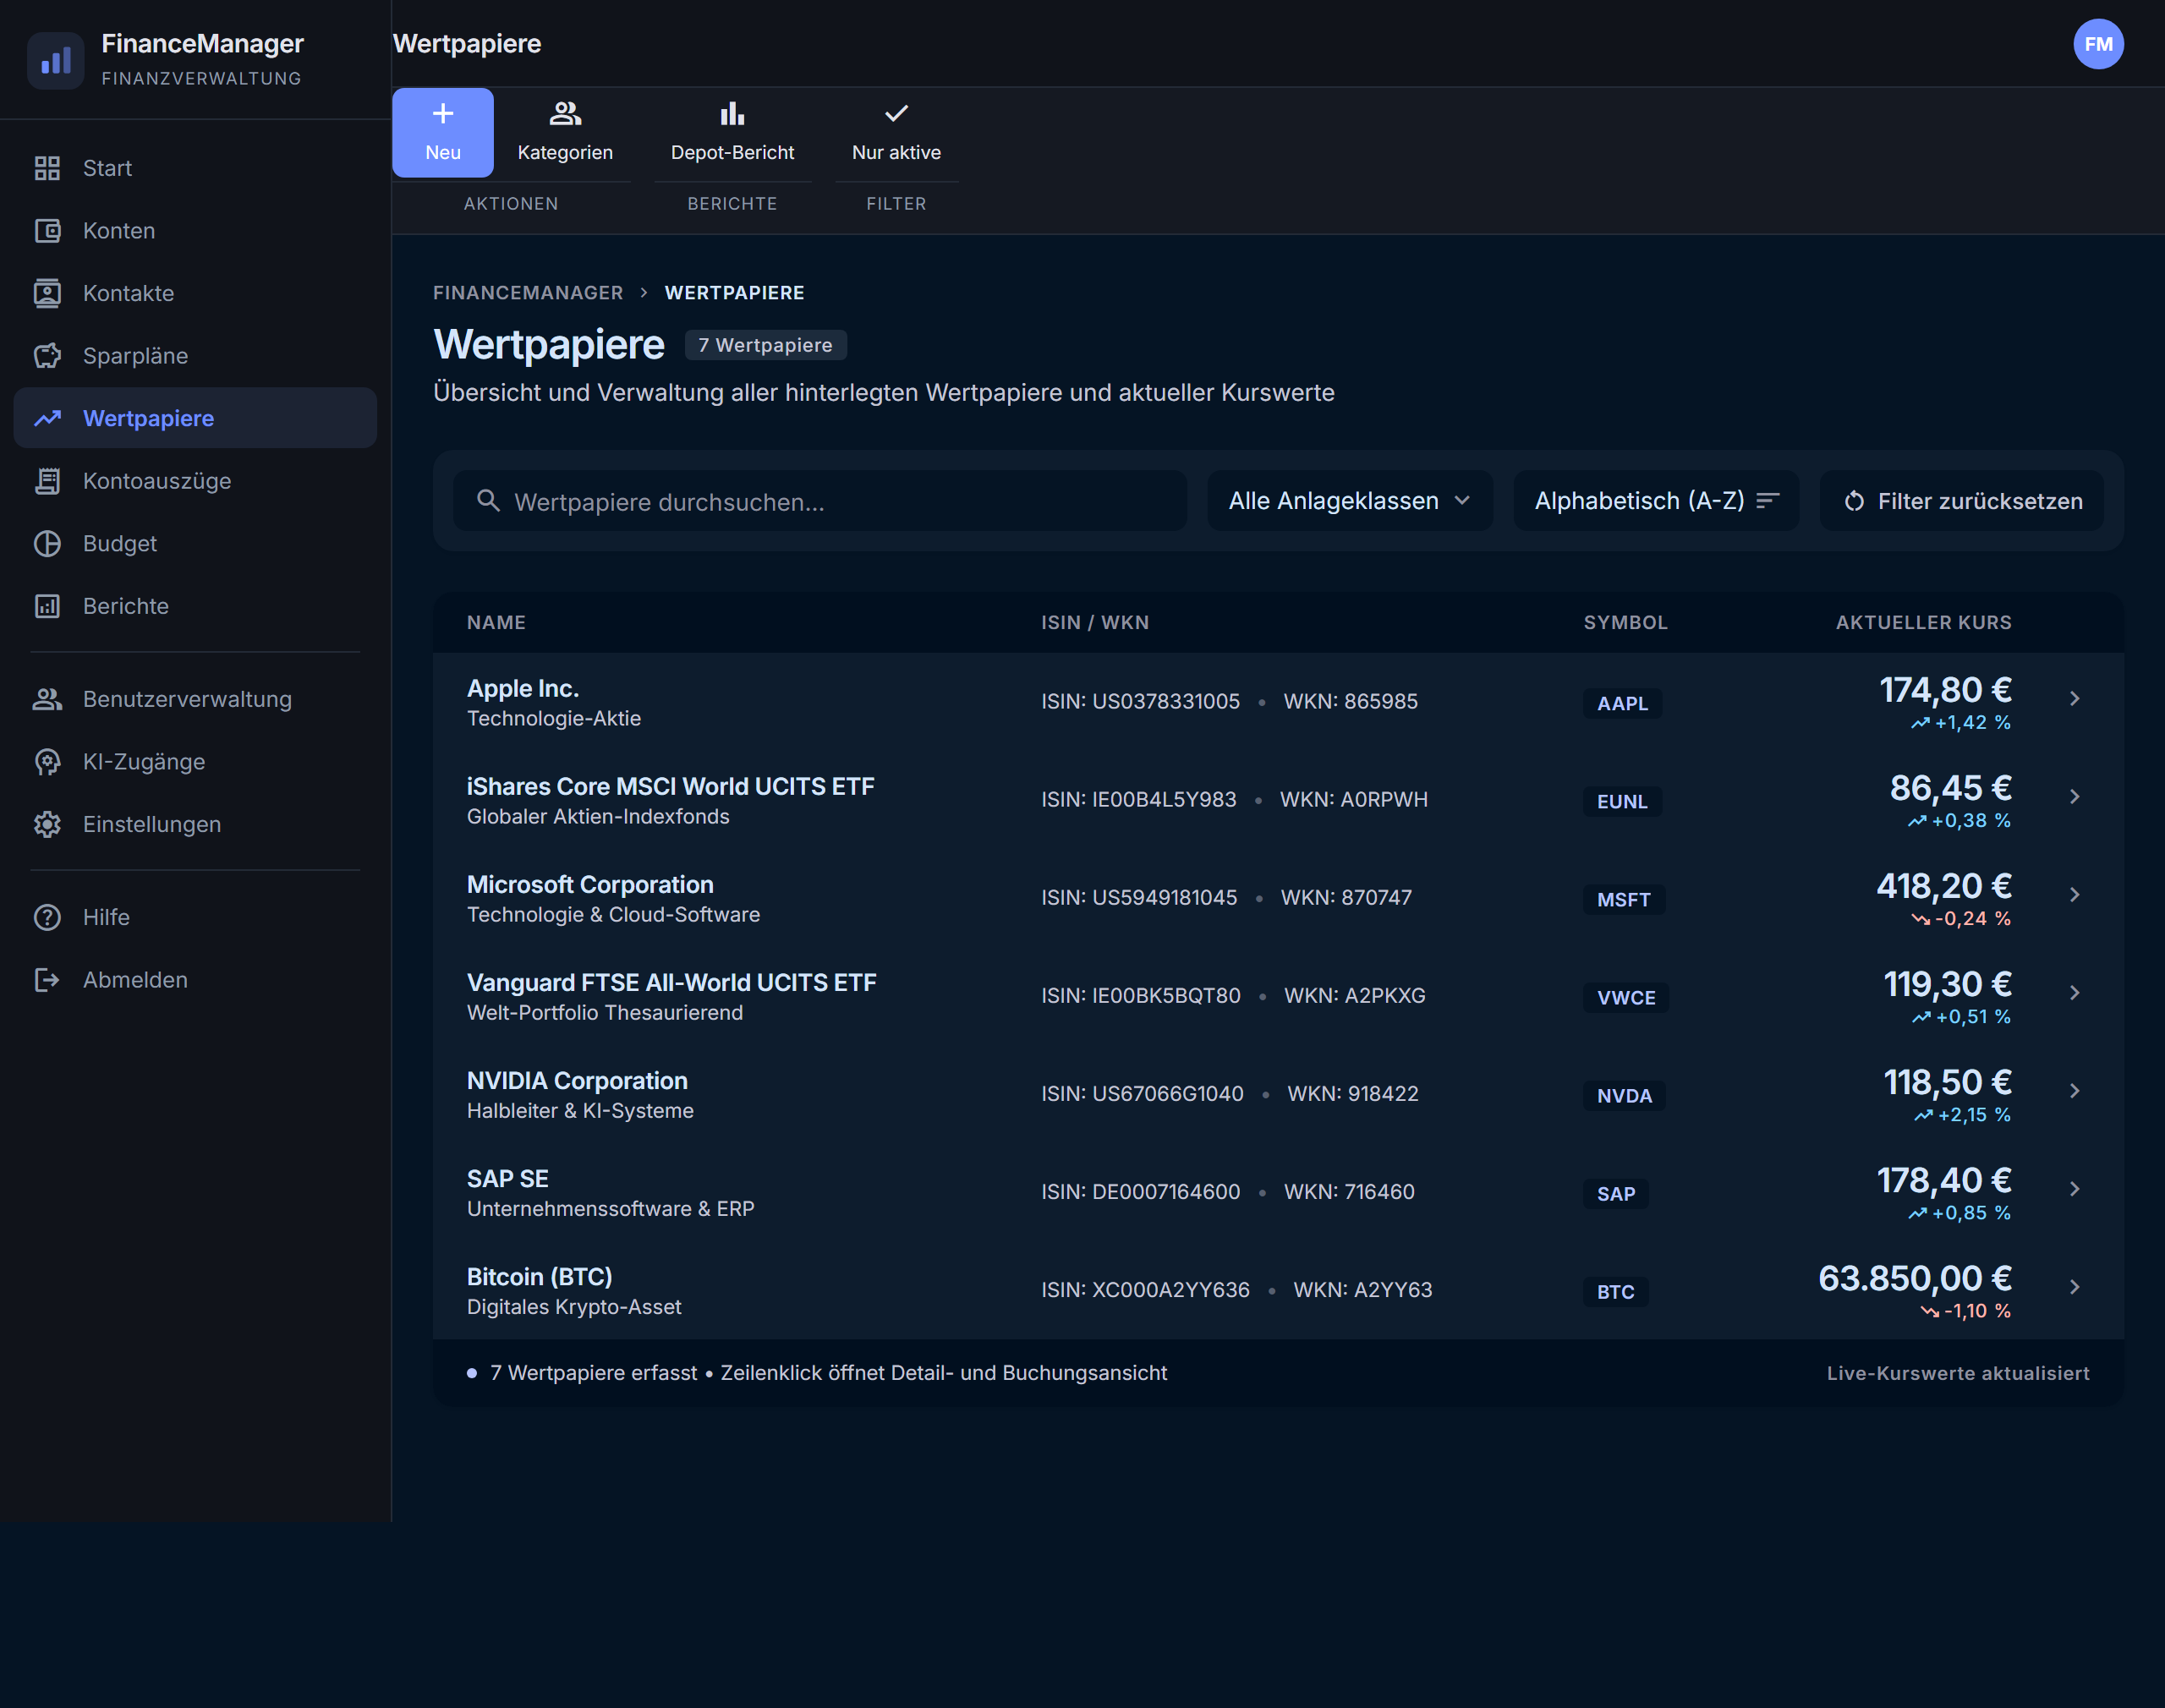 FinanceManager
FINANZVERWALTUNG
Start
Konten
Kontakte
Sparpläne
Wertpapiere
Kontoauszüge
Budget
Berichte
Benutzerverwaltung
KI-Zugänge
Einstellungen
Hilfe
Abmelden
Wertpapiere
FM
Neu
Kategorien
AKTIONEN
Depot-Bericht
BERICHTE
Nur aktive
FILTER
FINANCEMANAGER > WERTPAPIERE
Wertpapiere 7 Wertpapiere
Übersicht und Verwaltung aller hinterlegten Wertpapiere und aktueller Kurswerte
Wertpapiere durchsuchen... Alle Anlageklassen Alphabetisch (A-Z) Filter zurücksetzen
NAME ISIN / WKN SYMBOL AKTUELLER KURS
Apple Inc.
Technologie-Aktie
ISIN: US0378331005 • WKN: 865985
AAPL
174,80 €
+1,42 %
iShares Core MSCI World UCITS ETF
Globaler Aktien-Indexfonds
ISIN: IE00B4L5Y983 • WKN: A0RPWH
EUNL
86,45 €
+0,38 %
Microsoft Corporation
Technologie & Cloud-Software
ISIN: US5949181045 • WKN: 870747
MSFT
418,20 €
-0,24 %
Vanguard FTSE All-World UCITS ETF
Welt-Portfolio Thesaurierend
ISIN: IE00BK5BQT80 • WKN: A2PKXG
VWCE
119,30 €
+0,51 %
NVIDIA Corporation
Halbleiter & KI-Systeme
ISIN: US67066G1040 • WKN: 918422
NVDA
118,50 €
+2,15 %
SAP SE
Unternehmenssoftware & ERP
ISIN: DE0007164600 • WKN: 716460
SAP
178,40 €
+0,85 %
Bitcoin (BTC)
Digitales Krypto-Asset
ISIN: XC000A2YY636 • WKN: A2YY63
BTC
63.850,00 €
-1,10 %
7 Wertpapiere erfasst • Zeilenklick öffnet Detail- und Buchungsansicht
Live-Kurswerte aktualisiert